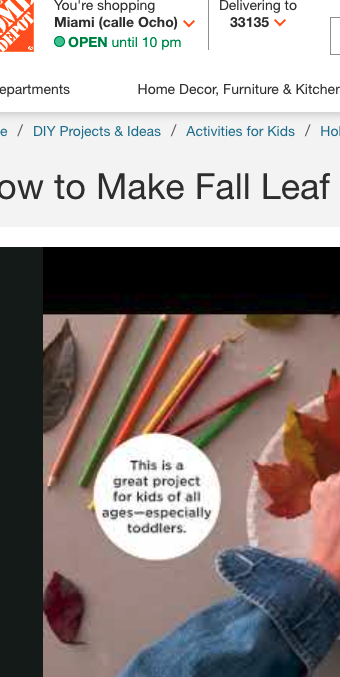 You're shopping
Delivering to
Miami (calle Ocho)
33135
OPEN until 10 pm
epartments
Home Decor, Furniture & Kitchen
e / DIY Projects & Ideas / Activities for Kids / Hol
ow to Make Fall Leaf
This is a
great project
for kids of all
ages—especially
toddlers.